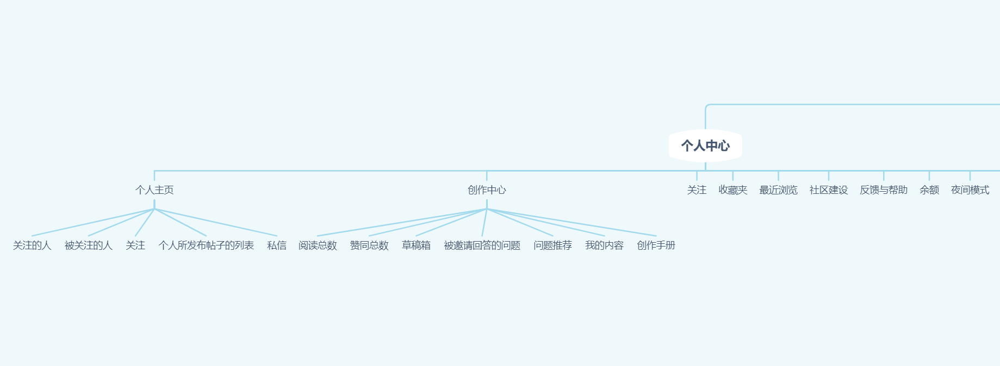 个人中心
个人主页
创作中心
关注
收藏夹
最近浏览
社区建设
反馈与帮助
余额
夜间模式
关注的人
被关注的人
关注
个人所发布帖子的列表
私信
阅读总数
赞同总数
草稿箱
被邀请回答的问题
问题推荐
我的内容
创作手册